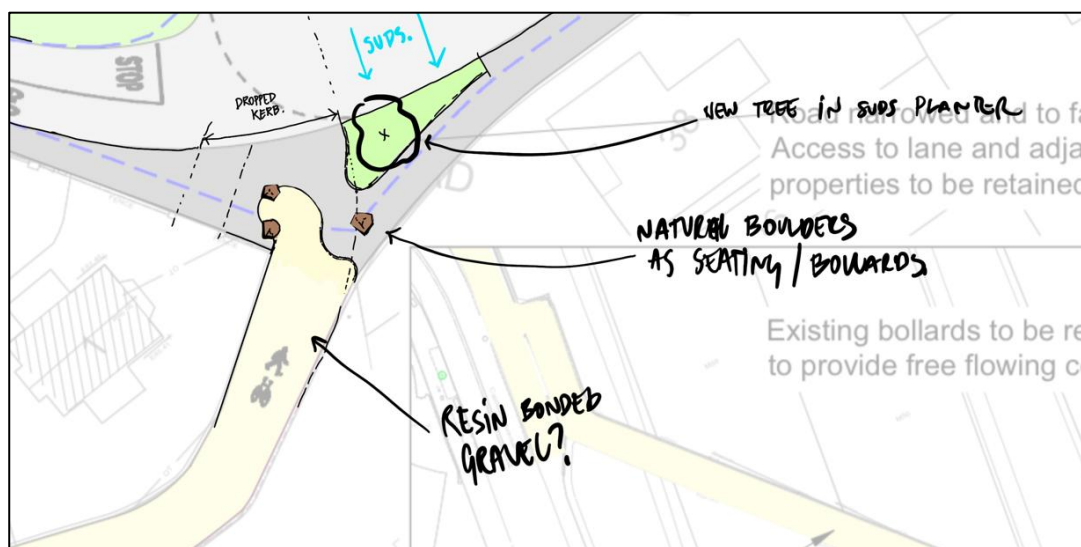 SUDS.
STOP
DROPPED
KERB.
NEW TREE IN SUDS PLANTER
38
Road narrowed and to fa
Access to lane and adja
properties to be retained
AD
NATURAL BOULDERS
AS SEATING / BOLLARDS
Existing bollards to be re
to provide free flowing c
RESIN BONDED
GRAVEL?